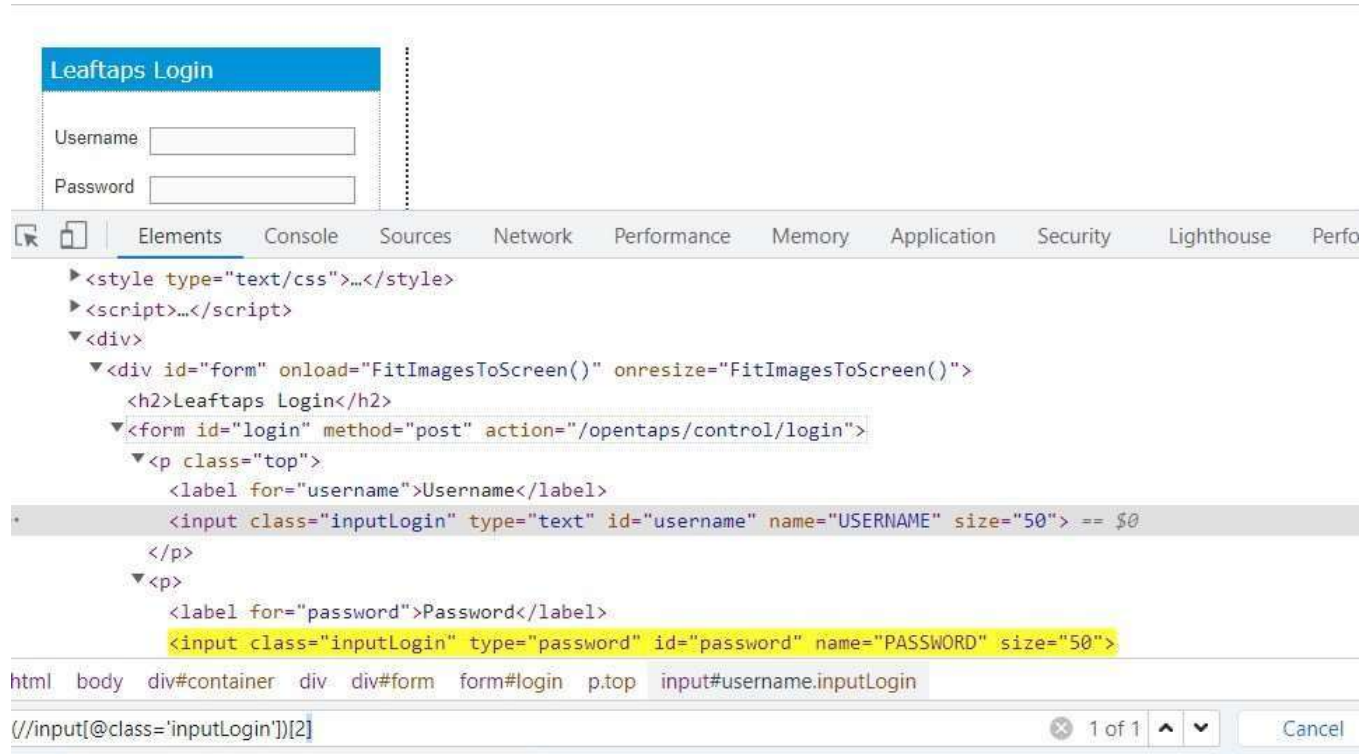 Leaftaps Login
Username
Password
Elements Console Sources Network Performance Memory Application Security Lighthouse Perfo
<style type="text/css">…</style>
<script>…</script>
<div>
<div id="form" onload="FitImagesToScreen()" onresize="FitImagesToScreen()">
<h2>Leaftaps Login</h2>
<form id="login" method="post" action="/opentaps/control/login">
<p class="top">
<label for="username">Username</label>
<input class="inputLogin" type="text" id="username" name="USERNAME" size="50"> == $0
</p>
<p>
<label for="password">Password</label>
<input class="inputLogin" type="password" id="password" name="PASSWORD" size="50">
html body div#container div div#form form#login p.top input#username.inputLogin
(//input[@class='inputLogin'])[2] 1 of 1 Cancel